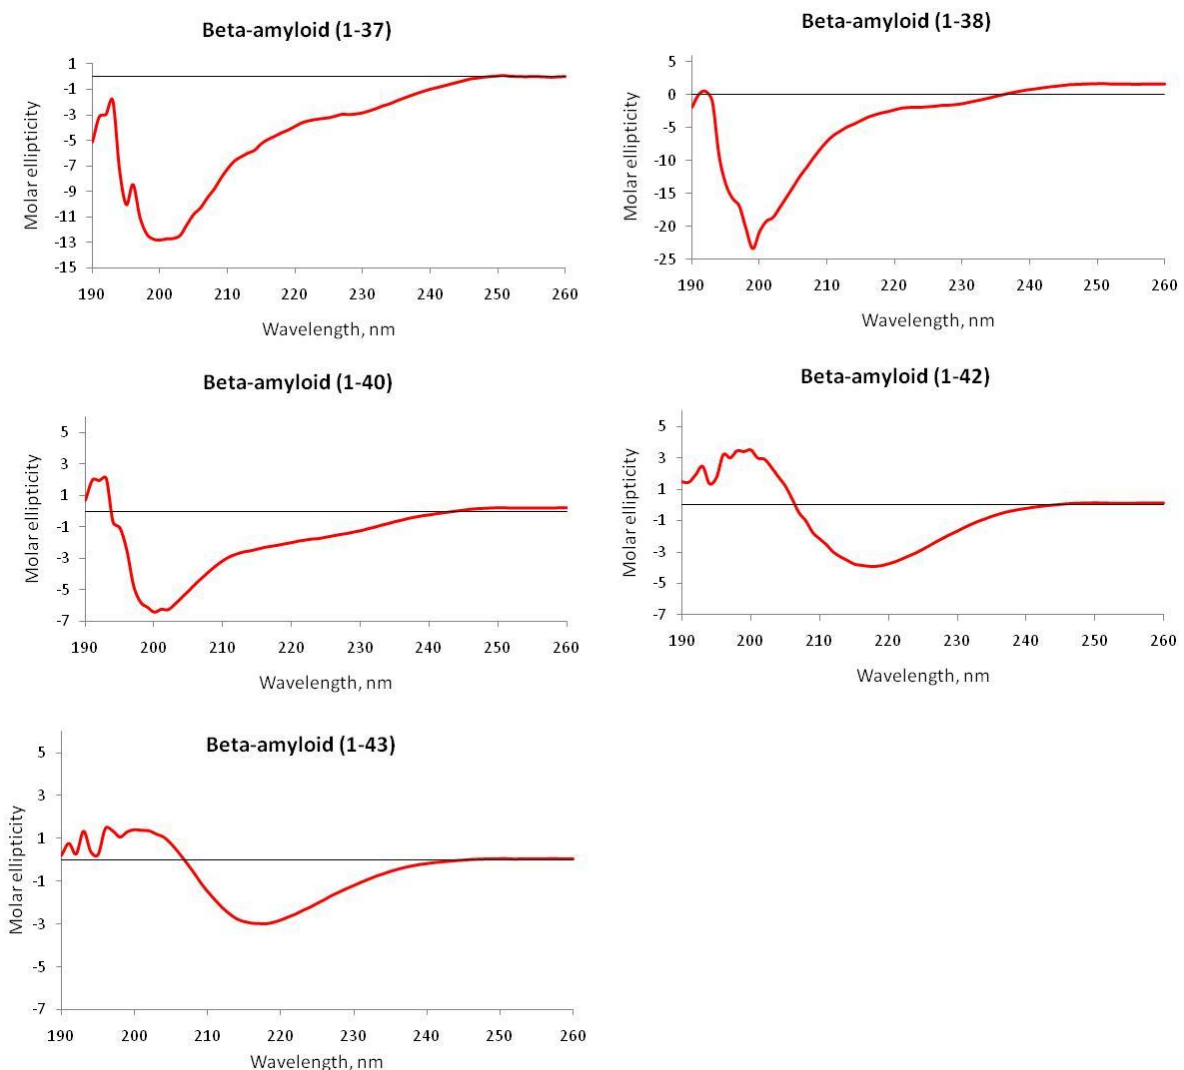 Beta-amyloid (1-37)
Molar ellipticity
1
-1
-3
-5
-7
-9
-11
-13
-15
190 200 210 220 230 240 250 260
Wavelength, nm
Beta-amyloid (1-38)
Molar ellipticity
5
0
-5
-10
-15
-20
-25
190 200 210 220 230 240 250 260
Wavelength, nm
Beta-amyloid (1-40)
Molar ellipticity
5
3
1
-1
-3
-5
-7
190 200 210 220 230 240 250 260
Wavelength, nm
Beta-amyloid (1-42)
Molar ellipticity
5
3
1
-1
-3
-5
-7
190 200 210 220 230 240 250 260
Wavelength, nm
Beta-amyloid (1-43)
Molar ellipticity
5
3
1
-1
-3
-5
-7
190 200 210 220 230 240 250 260
Wavelength, nm